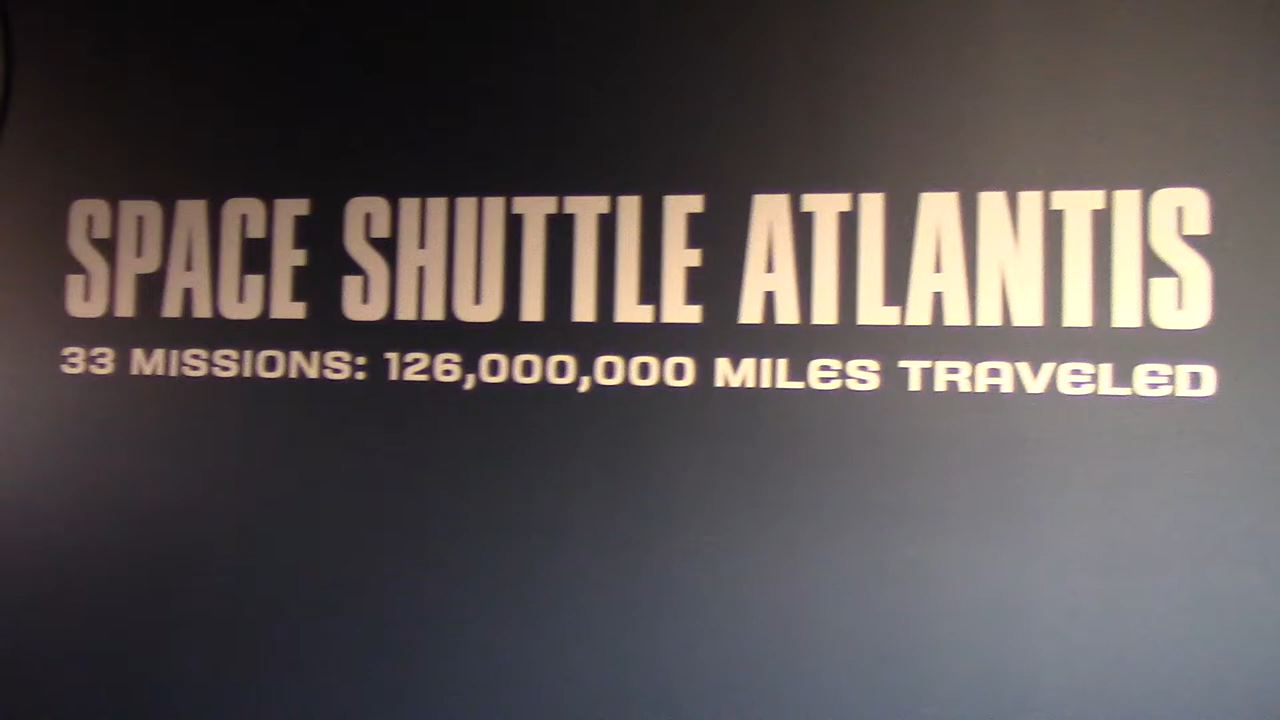 SPACE SHUTTLE ATLANTIS
33 MISSIONS: 126,000,000 MILES TRAVELED